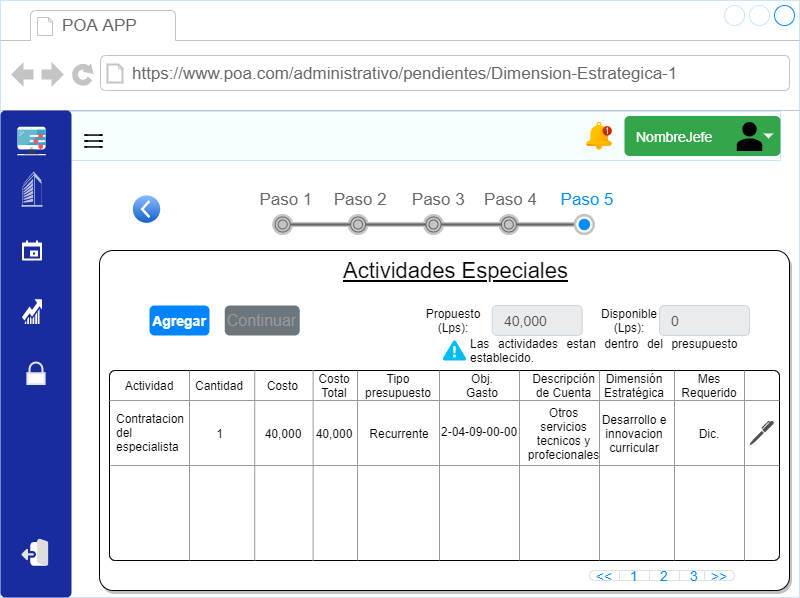 POA APP
https://www.poa.com/administrativo/pendientes/Dimension-Estrategica-1
1
NombreJefe
Paso 1 Paso 2 Paso 3 Paso 4 Paso 5
Actividades Especiales
Agregar Continuar
Propuesto
(Lps):
40,000
Disponible
(Lps):
0
Las actividades estan dentro del presupuesto
establecido.
Actividad
Cantidad
Costo
Costo
Total
Tipo
presupuesto
Obj.
Gasto
Descripción
de Cuenta
Dimensión
Estratégica
Mes
Requerido
Contratacion
del
especialista
1
40,000
40,000
Recurrente
2-04-09-00-00
Otros
servicios
tecnicos y
profecionales
Desarrollo e
innovacion
curricular
Dic.
<< 1 2 3 >>